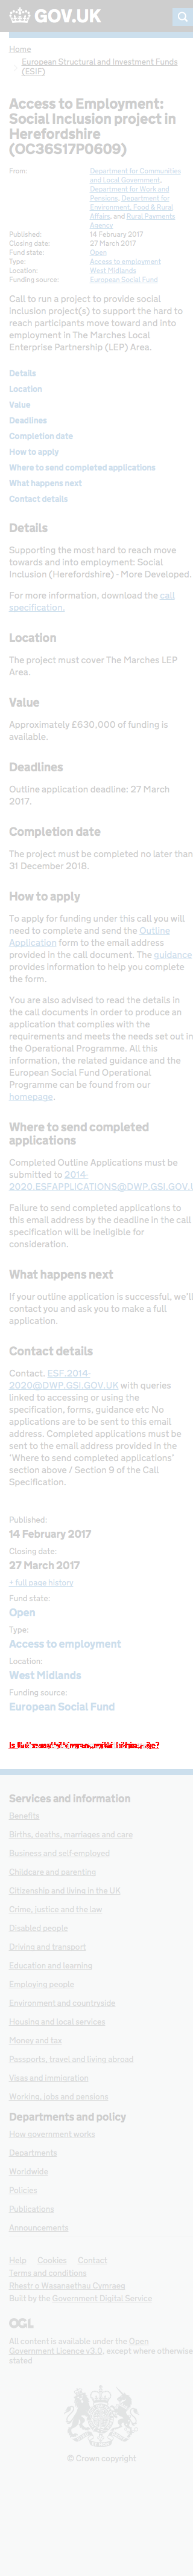 GOV.UK
Home
European Structural and Investment Funds
(ESIF)
Access to Employment:
Social Inclusion project in
Herefordshire
(OC36S17P0609)
From: Department for Communities
and Local Government,
Department for Work and
Pensions, Department for
Environment, Food & Rural
Affairs, and Rural Payments
Agency
Published: 14 February 2017
Closing date: 27 March 2017
Fund state: Open
Type: Access to employment
Location: West Midlands
Funding source: European Social Fund
Call to run a project to provide social
inclusion project(s) to support the hard
to reach participants move toward and
into employment in The Marches Local
Enterprise Partnership (LEP) Area.
Details
Location
Value
Deadlines
Completion date
How to apply
Where to send completed applications
What happens next
Contact details
Details
Supporting the most hard to reach move
towards and into employment: Social
Inclusion (Herefordshire) - More Developed.
For more information, download the call
specification.
Location
The project must cover The Marches LEP
Area.
Value
Approximately £630,000 of funding is
available.
Deadlines
Outline application deadline: 27 March
2017.
Completion date
The project must be completed no later than
31 December 2018.
How to apply
To apply for funding under this call you will
need to complete and send the Outline
Application form to the email address
provided in the call document. The guidance
provides information to help you complete
the form.
You are also advised to read the details in
the call documents in order to produce an
application that complies with the
requirements and meets the needs set out in
the Operational Programme. All this
information, the related guidance and the
European Social Fund Operational
Programme can be found from our
homepage.
Where to send completed
applications
Completed Outline Applications must be
submitted to 2014-
2020.ESFAPPLICATIONS@DWP.GSI.GOV.U
Failure to send completed applications to
this email address by the deadline in the call
specification will be ineligible for
consideration.
What happens next
If your outline application is successful, we'll
contact you and ask you to make a full
application.
Contact details
Contact. ESF.2014-
2020@DWP.GSI.GOV.UK with queries
linked to accessing or using the
specification, forms, guidance etc No
applications are to be sent to this email
address. Completed applications must be
sent to the email address provided in the
'Where to send completed applications'
section above / Section 9 of the Call
Specification.
Published:
14 February 2017
Closing date:
27 March 2017
+ full page history
Fund state:
Open
Type:
Access to employment
Location:
West Midlands
Funding source:
European Social Fund
Services and information
Benefits
Births, deaths, marriages and care
Business and self-employed
Childcare and parenting
Citizenship and living in the UK
Crime, justice and the law
Disabled people
Driving and transport
Education and learning
Employing people
Environment and countryside
Housing and local services
Money and tax
Passports, travel and living abroad
Visas and immigration
Working, jobs and pensions
Departments and policy
How government works
Departments
Worldwide
Policies
Publications
Announcements
Help Cookies Contact
Terms and conditions
Rhestr o Wasanaethau Cymraeg
Built by the Government Digital Service
OGL
All content is available under the Open
Government Licence v3.0, except where otherwise
stated
© Crown copyright